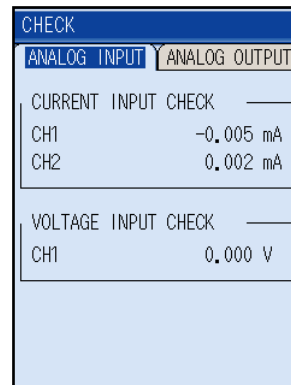 CHECK
ANALOG INPUT ANALOG OUTPUT
CURRENT INPUT CHECK
CH1 -0.005 mA
CH2 0.002 mA
VOLTAGE INPUT CHECK
CH1 0.000 V